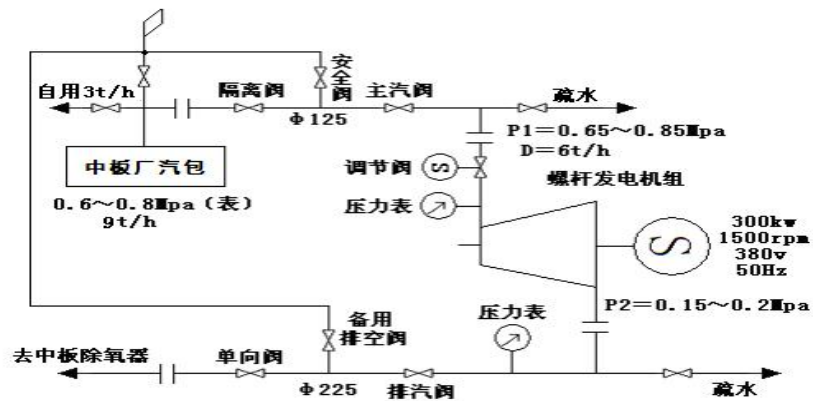 安全阀
自用3t/h
隔离阀
主汽阀
疏水
Φ125
P1=0.65～0.85Mpa
D=6t/h
中板厂汽包
调节阀
S
螺杆发电机组
0.6～0.8Mpa（表）
9t/h
压力表
S
300kw
1500rpm
380v
50Hz
P2=0.15～0.2Mpa
备用
排空阀
压力表
去中板除氧器
单向阀
Φ225
排汽阀
疏水